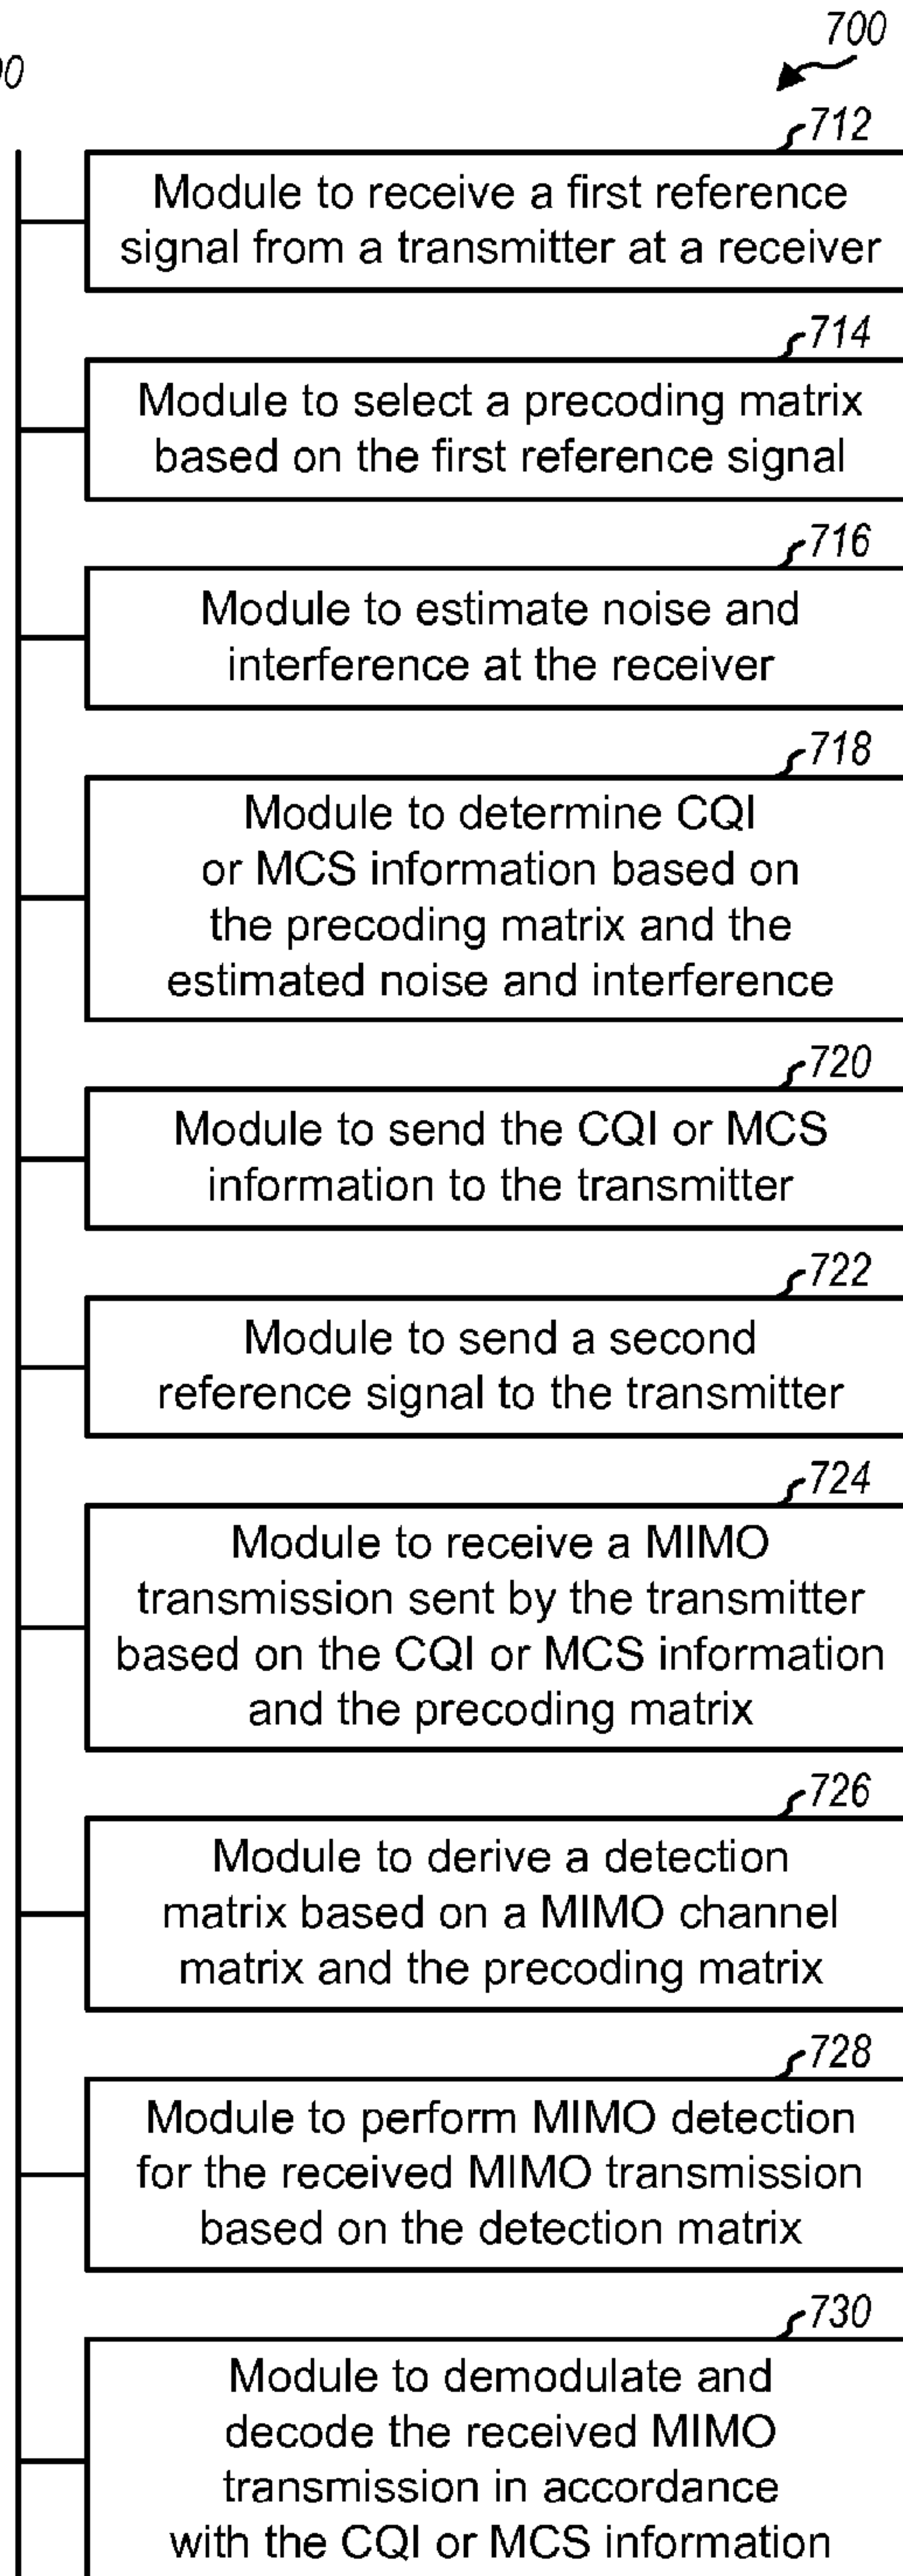 700
00
712
Module to receive a first reference
signal from a transmitter at a receiver
714
Module to select a precoding matrix
based on the first reference signal
716
Module to estimate noise and
interference at the receiver
718
Module to determine CQI
or MCS information based on
the precoding matrix and the
estimated noise and interference
720
Module to send the CQI or MCS
information to the transmitter
722
Module to send a second
reference signal to the transmitter
724
Module to receive a MIMO
transmission sent by the transmitter
based on the CQI or MCS information
and the precoding matrix
726
Module to derive a detection
matrix based on a MIMO channel
matrix and the precoding matrix
728
Module to perform MIMO detection
for the received MIMO transmission
based on the detection matrix
730
Module to demodulate and
decode the received MIMO
transmission in accordance
with the CQI or MCS information